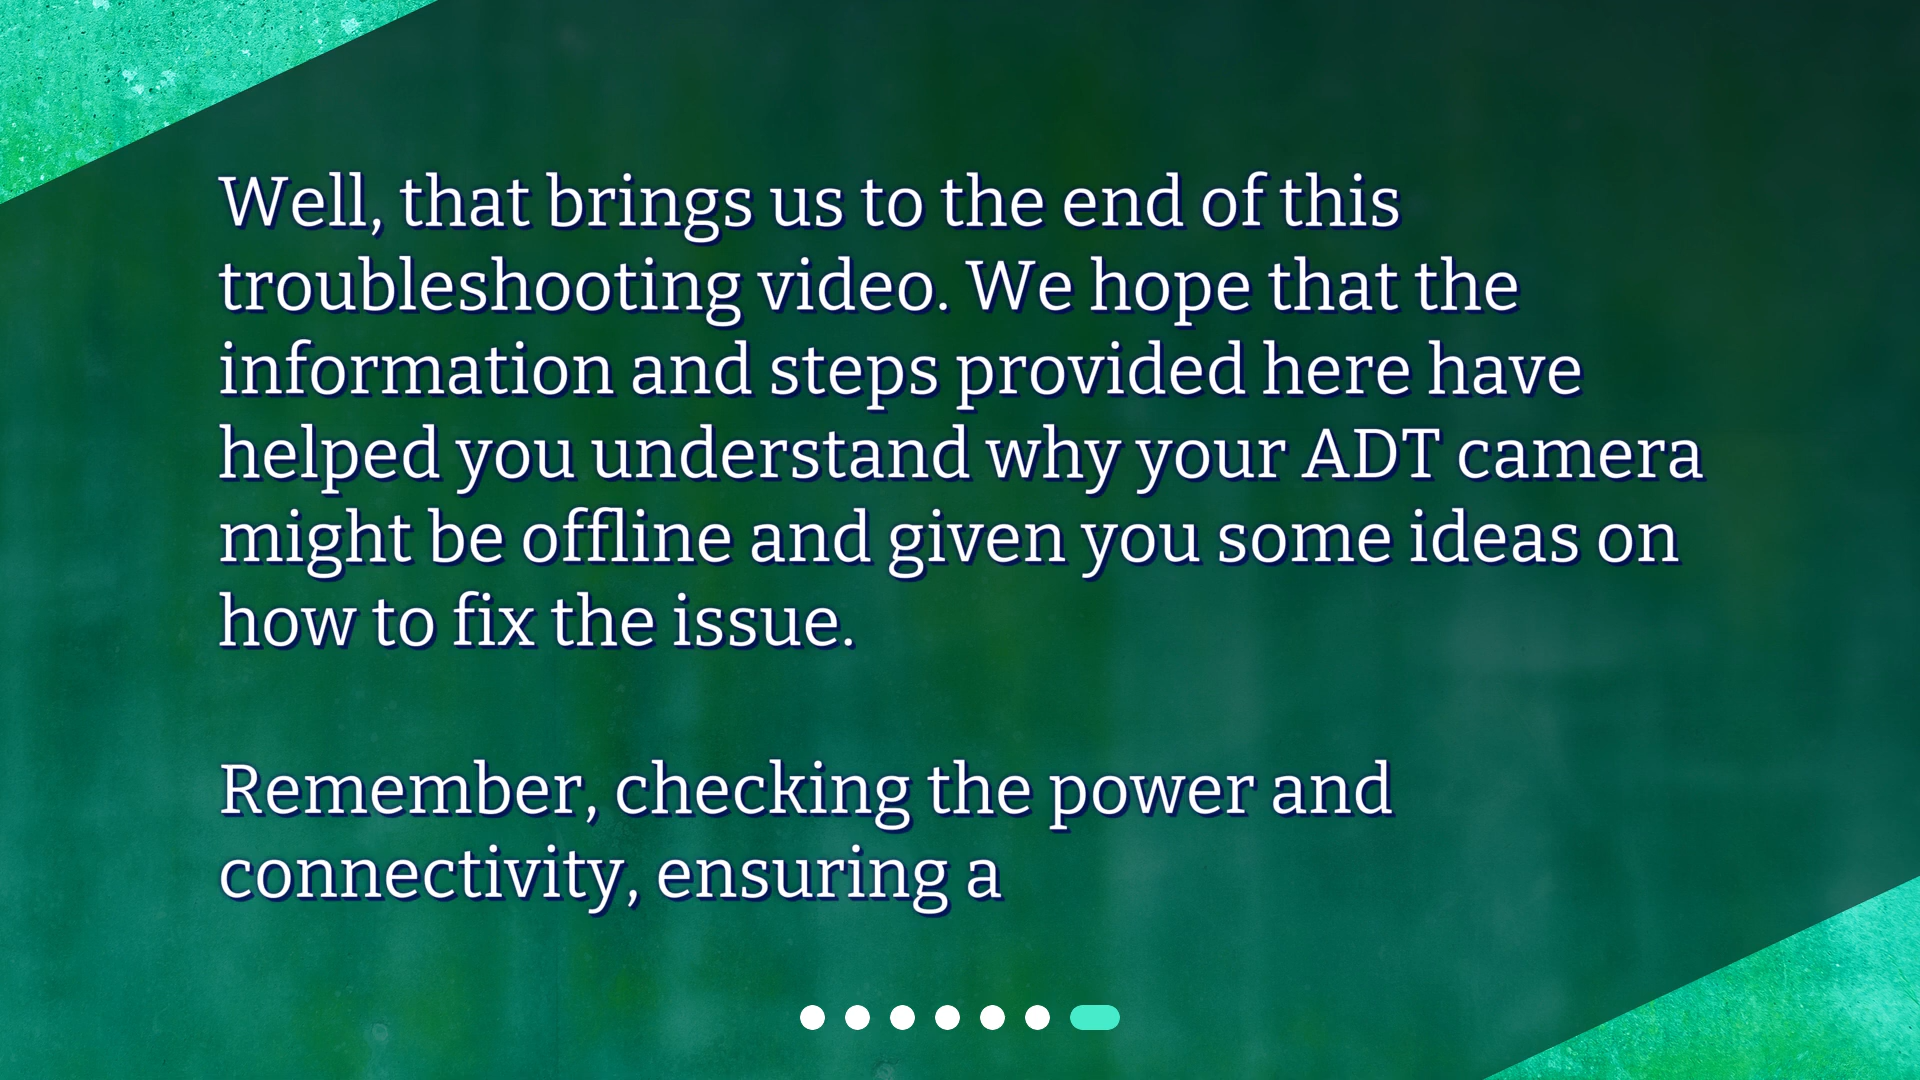 Well, that brings us to the end of this
troubleshooting video. We hope that the
information and steps provided here have
helped you understand why your ADT camera
might be offline and given you some ideas on
how to fix the issue.
Remember, checking the power and
connectivity, ensuring a